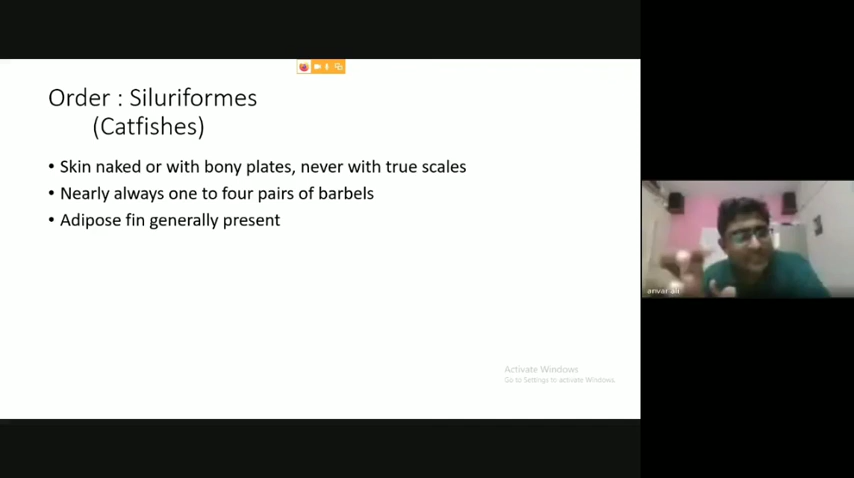 Order : Siluriformes
(Catfishes)
• Skin naked or with bony plates, never with true scales
• Nearly always one to four pairs of barbels
• Adipose fin generally present
Activate Windows
Go to Settings to activate Windows.
anvar ali